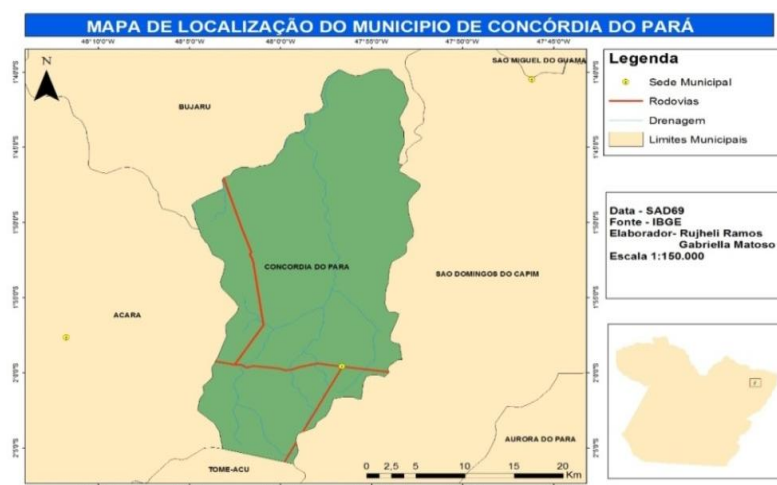 MAPA DE LOCALIZAÇÃO DO MUNICIPIO DE CONCÓRDIA DO PARÁ
48°10'0"W 48°5'0"W 48°0'0"W 47°55'0"W 47°50'0"W 47°45'0"W
N
SAO MIGUEL DO GUAMA
BUJARU
CONCORDIA DO PARA
SAO DOMINGOS DO CAPIM
ACARA
AURORA DO PARA
TOME-ACU
0 2,5 5 10 15 20
Km
Legenda
Sede Municipal
Rodovias
Drenagem
Limites Municipais
Data - SAD69
Fonte - IBGE
Elaborador- Rujheli Ramos
Gabriella Matoso
Escala 1:150.000